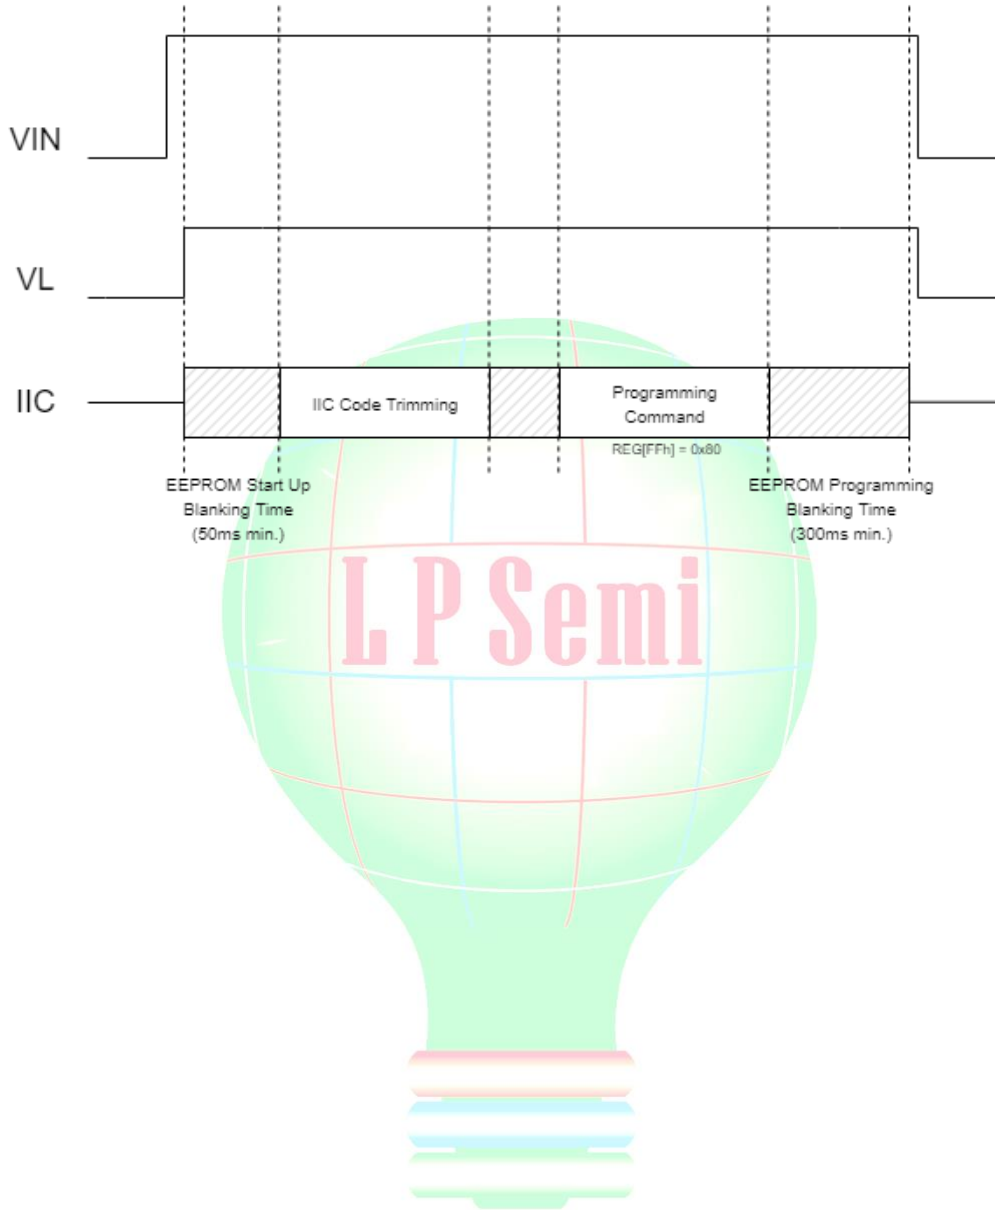 VIN
VL
IIC
IIC Code Trimming
Programming
Command
REG[FFh] = 0x80
EEPROM Start Up
Blanking Time
(50ms min.)
EEPROM Programming
Blanking Time
(300ms min.)
LP Semi